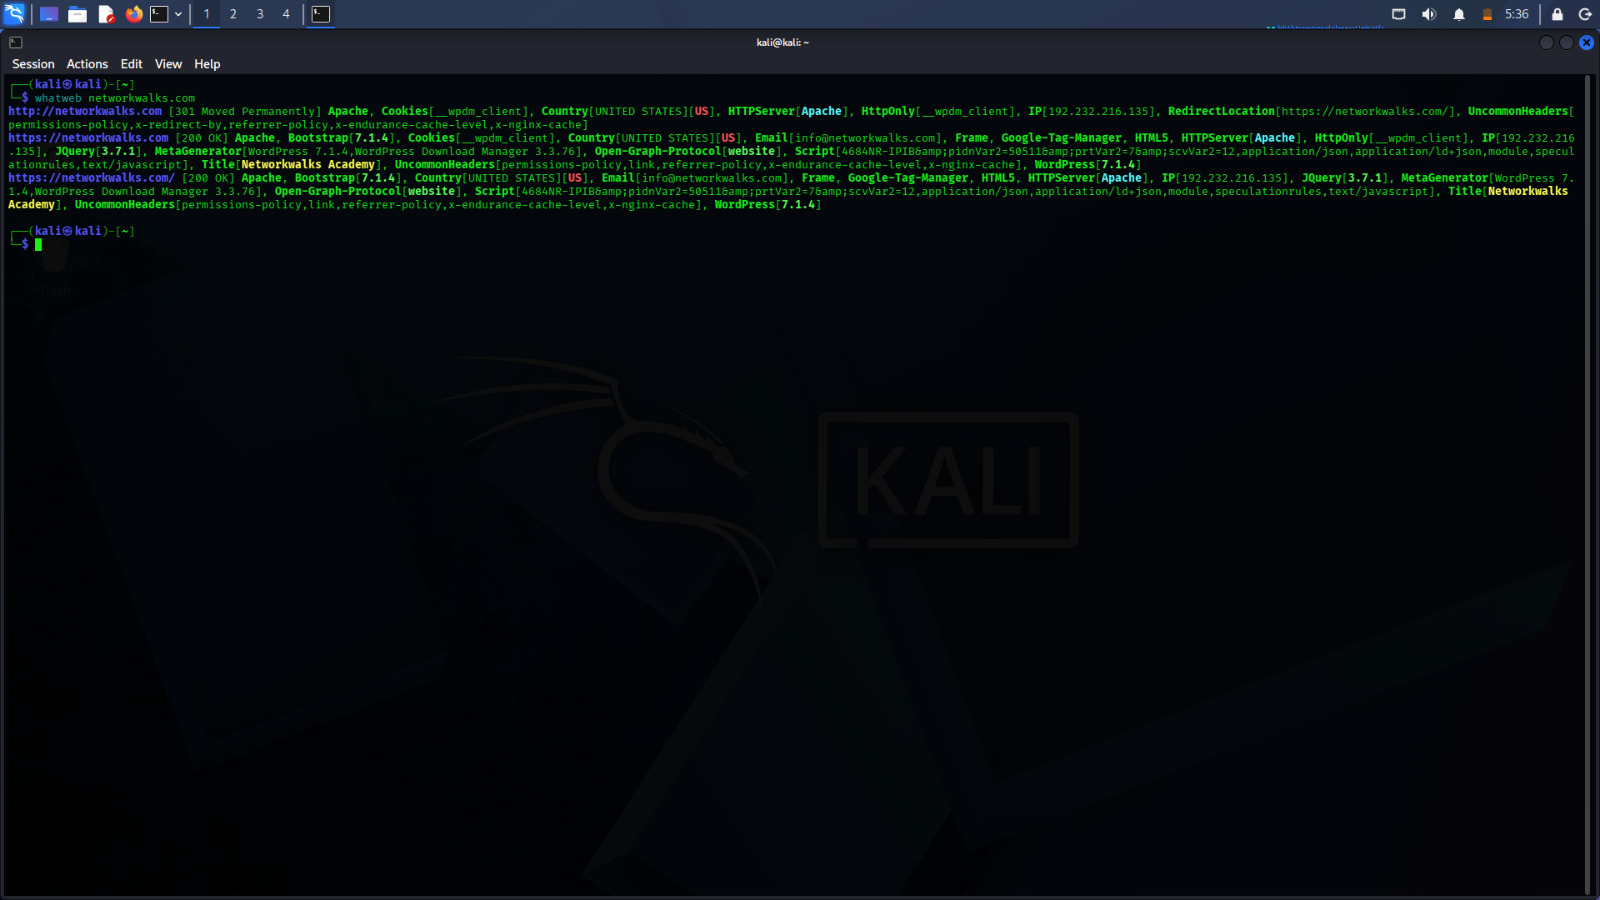 1 2 3 4 5:36
kali@kali: ~
Session Actions Edit View Help
┌──(kali㉿kali)-[~]
└─$ whatweb networkwalks.com
http://networkwalks.com [301 Moved Permanently] Apache, Cookies[__wpdm_client], Country[UNITED STATES][US], HTTPServer[Apache], HttpOnly[__wpdm_client], IP[192.232.216.135], RedirectLocation[https://networkwalks.com/], UncommonHeaders[
permissions-policy,x-redirect-by,referrer-policy,x-endurance-cache-level,x-nginx-cache]
https://networkwalks.com [200 OK] Apache, Bootstrap[7.1.4], Cookies[__wpdm_client], Country[UNITED STATES][US], Email[info@networkwalks.com], Frame, Google-Tag-Manager, HTML5, HTTPServer[Apache], HttpOnly[__wpdm_client], IP[192.232.216
.135], JQuery[3.7.1], MetaGenerator[WordPress 7.1.4,WordPress Download Manager 3.3.76], Open-Graph-Protocol[website], Script[4684NR-IPIB&amp;pidnVar2=50511&amp;prtVar2=7&amp;scvVar2=12,application/json,application/ld+json,module,specul
ationrules,text/javascript], Title[Networkwalks Academy], UncommonHeaders[permissions-policy,link,referrer-policy,x-endurance-cache-level,x-nginx-cache], WordPress[7.1.4]
https://networkwalks.com/ [200 OK] Apache, Bootstrap[7.1.4], Country[UNITED STATES][US], Email[info@networkwalks.com], Frame, Google-Tag-Manager, HTML5, HTTPServer[Apache], IP[192.232.216.135], JQuery[3.7.1], MetaGenerator[WordPress 7.
1.4,WordPress Download Manager 3.3.76], Open-Graph-Protocol[website], Script[4684NR-IPIB&amp;pidnVar2=50511&amp;prtVar2=7&amp;scvVar2=12,application/json,application/ld+json,module,speculationrules,text/javascript], Title[Networkwalks
Academy], UncommonHeaders[permissions-policy,link,referrer-policy,x-endurance-cache-level,x-nginx-cache], WordPress[7.1.4]
┌──(kali㉿kali)-[~]
└─$
Trash
KALI